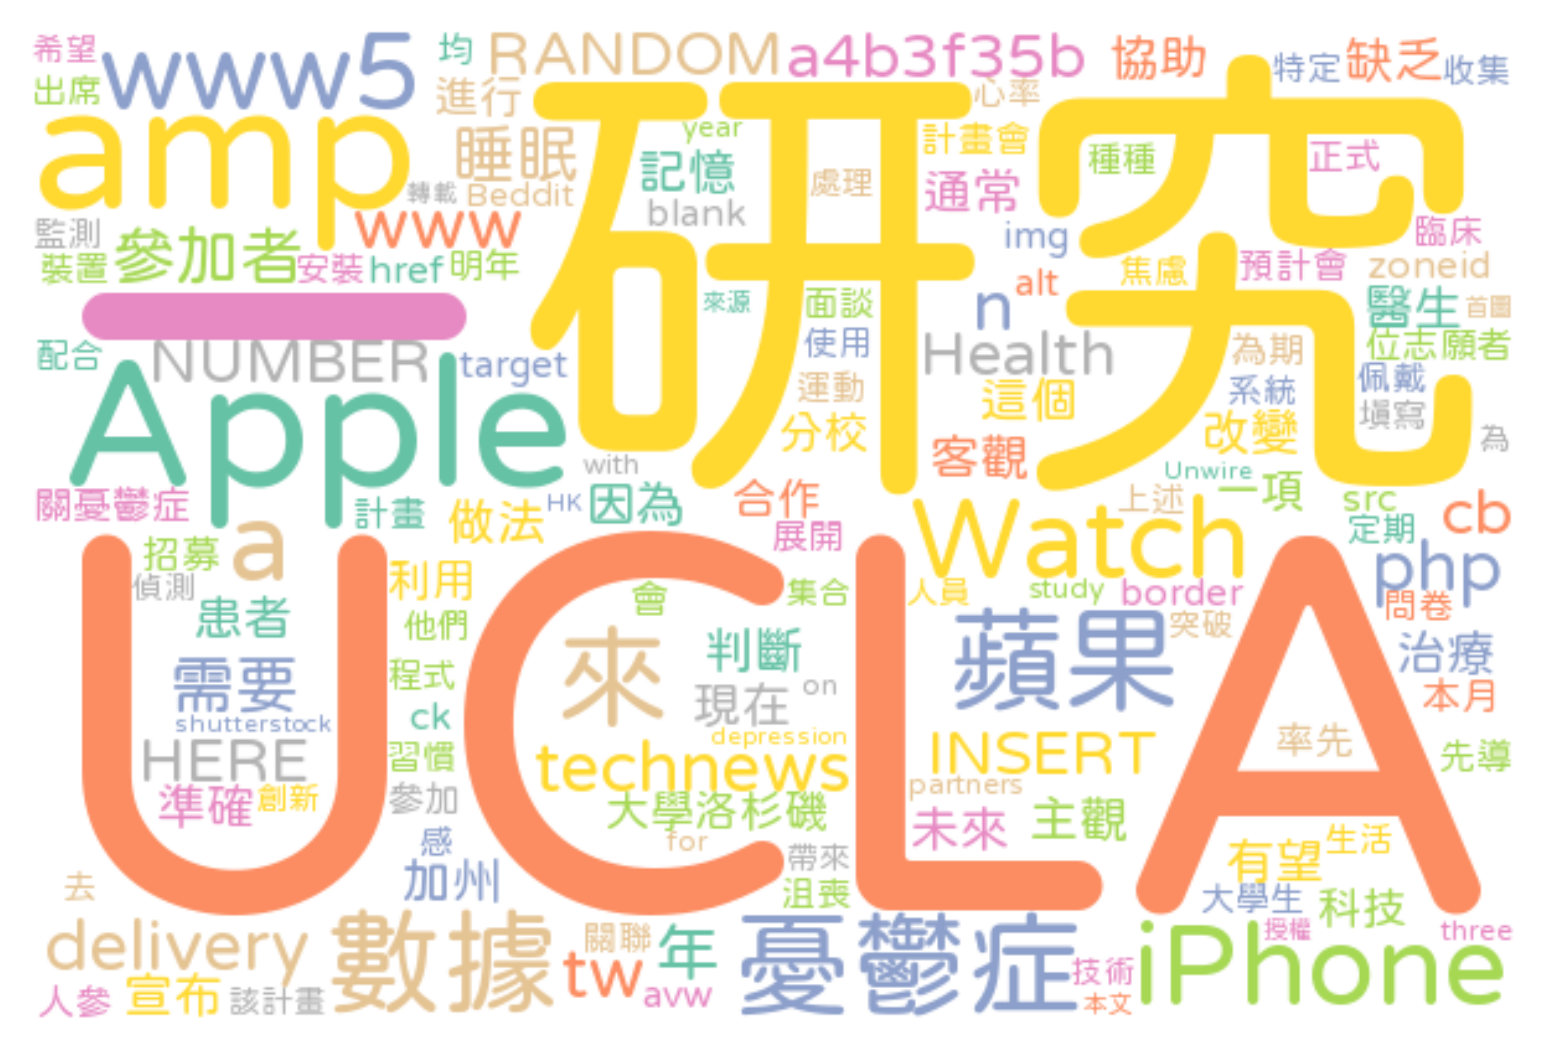 希望 www5 均 RANDOM a4b3f35b 協助 特定 缺乏 收集
出席 進行 心率
amp 睡眠 year 計畫會 種種 正式
記憶 處理 通常
轉載 Beddit blank
監測 www img 臨床
裝置 參加者 安裝 href 明年 研究 焦慮 預計會 zoneid
一 來源 面談 n alt 醫生 首圖
配合 NUMBER target 使用 Health 為期 位志願者
Apple 運動 這個 系統 佩戴
分校 改變 填寫 為
with 客觀 Unwire
關憂鬱症 計畫 做法 HK 因為 合作 上述 一項 src cb
招募 a 展開 Watch 定期 php
偵測 利用 會 集合 人員 study border 問卷
患者 他們 突破
需要 程式 來 判斷 蘋果 治療
shutterstock ck 現在 on 本月
UCLA
HERE 習慣 technews depression INSERT 率先 先導
準確 創新 參加 大學洛杉磯 partners
感 for 未來 主觀 生活
加州 帶來 有望
去 沮喪 大學生 科技
delivery 數據 關聯 年 憂鬱症 授權 three
tw 技術 iPhone
人參 宣布 該計畫 avw 本文